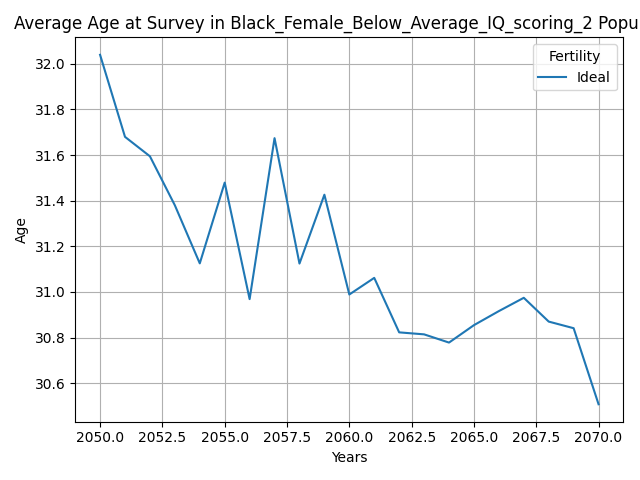 Average Age at Survey in Black_Female_Below_Average_IQ_scoring_2 Popu
32.0
31.8
31.6
31.4
31.2
31.0
30.8
30.6
Age
Fertility
Ideal
2050.0 2052.5 2055.0 2057.5 2060.0 2062.5 2065.0 2067.5 2070.0
Years